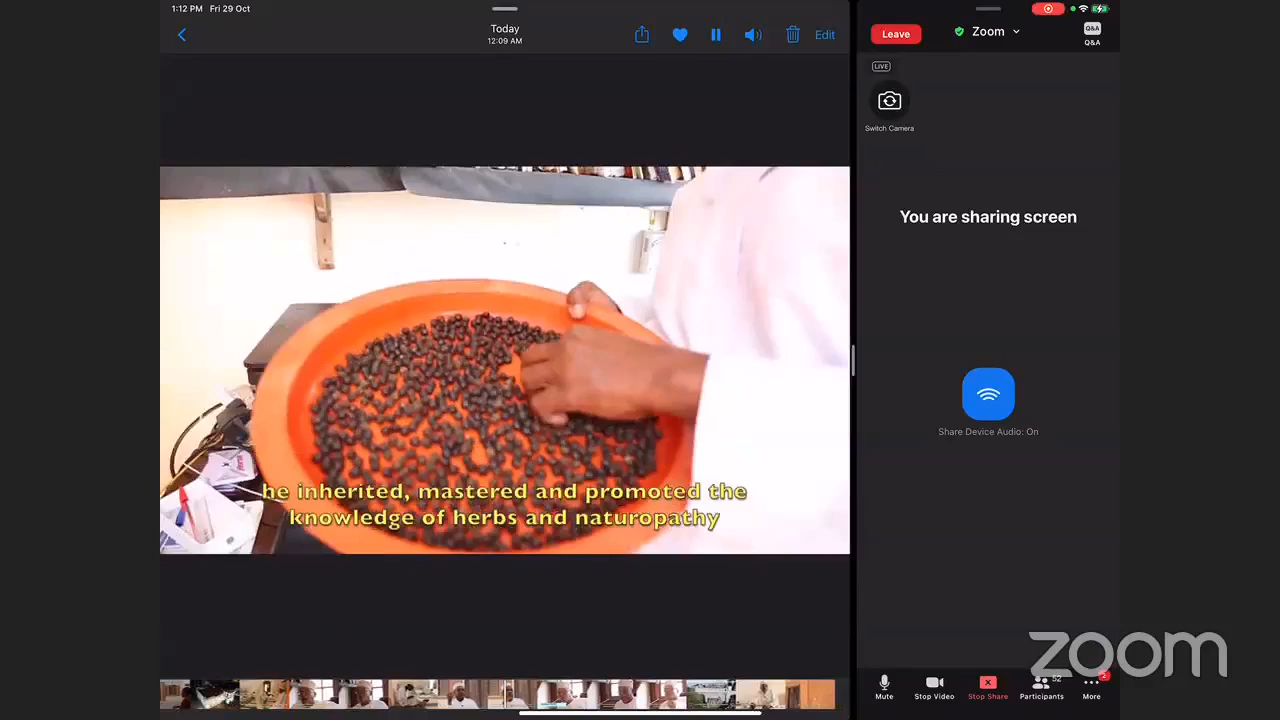 1:12 PM Fri 29 Oct
Today
12:09 AM
Edit
Leave
Zoom
Q&A
Q&A
LIVE
Switch Camera
You are sharing screen
Share Device Audio: On
he inherited, mastered and promoted the
knowledge of herbs and naturopathy
zoom
Mute
Stop Video
Stop Share
52
Participants
2
More